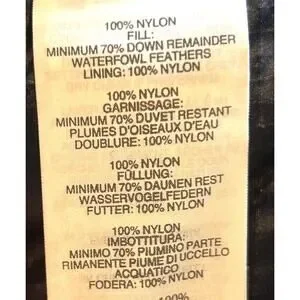 100% NYLON
FILL:
MINIMUM 70% DOWN REMAINDER
WATERFOWL FEATHERS
LINING: 100% NYLON
100% NYLON
GARNISSAGE:
MINIMUM 70% DUVET RESTANT
PLUMES D'OISEAUX D'EAU
DOUBLURE: 100% NYLON
100% NYLON
FÜLLUNG:
MINIMUM 70% DAUNEN REST
WASSERVOGELFEDERN
FUTTER: 100% NYLON
100% NYLON
IMBOTTITURA:
MINIMO 70% PIUMINO PARTE
RIMANENTE PIUME DI UCCELLO
ACQUATICO
FODERA: 100% NYLON
100%